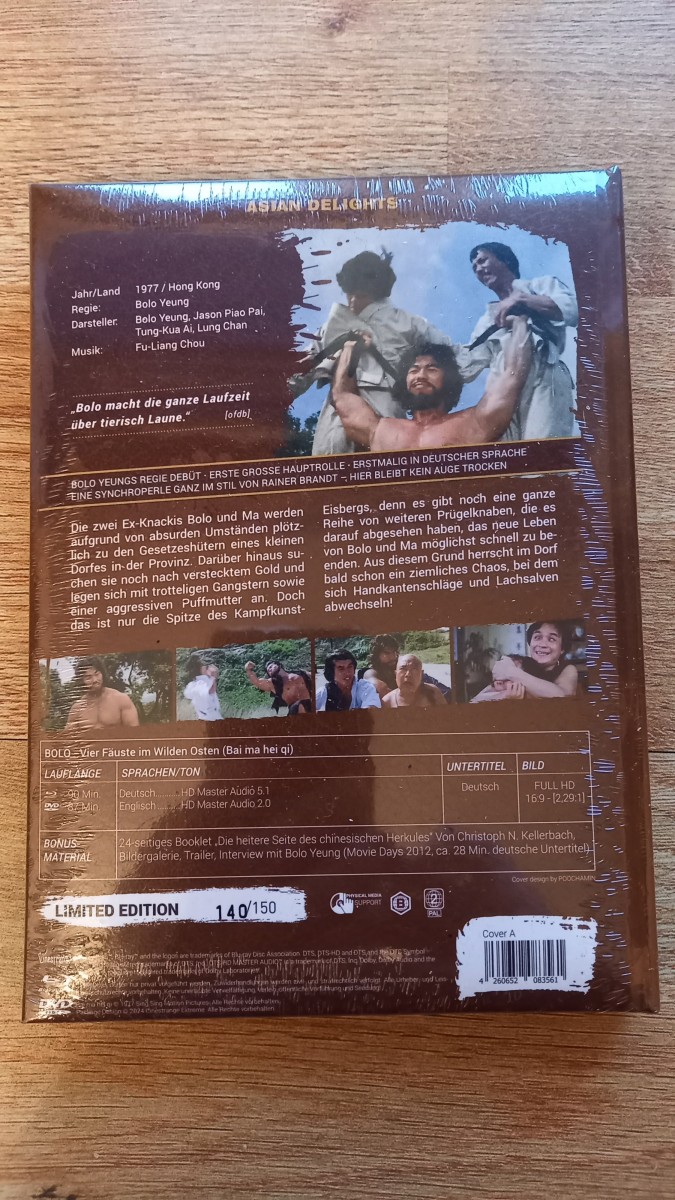 ASIAN DELIGHTS
Jahr/Land 1977 / Hong Kong
Regie: Bolo Yeung
Darsteller: Bolo Yeung, Jason Piao Pai,
Tung-Kua Ai, Lung Chan
Musik: Fu-Liang Chou
„Bolo macht die ganze Laufzeit
über tierisch Laune.“ [ofdb]
BOLO YEUNGS REGIE DEBÜT · ERSTE GROSSE HAUPTROLLE · ERSTMALIG IN DEUTSCHER SPRACHE
EINE SYNCHROPERLE GANZ IM STIL VON RAINER BRANDT – HIER BLEIBT KEIN AUGE TROCKEN
Die zwei Ex-Knackis Bolo und Ma werden
aufgrund von absurden Umständen plötz-
lich zu den Gesetzeshütern eines kleinen
Dorfes in der Provinz. Darüber hinaus su-
chen sie noch nach verstecktem Gold und
legen sich mit trotteligen Gangstern sowie
einer aggressiven Puffmutter an. Doch
das ist nur die Spitze des Kampfkunst-
Eisbergs, denn es gibt noch eine ganze
Reihe von weiteren Prügelknaben, die es
darauf abgesehen haben, das neue Leben
von Bolo und Ma möglichst schnell zu be-
enden. Aus diesem Grund herrscht im Dorf
bald schon ein ziemliches Chaos, bei dem
sich Handkantenschläge und Lachsalven
abwechseln!
BOLO – Vier Fäuste im Wilden Osten (Bai ma hei qi)
LAUFLÄNGE SPRACHEN/TON UNTERTITEL BILD
90 Min. Deutsch.......... HD Master Audio 5.1 Deutsch FULL HD
87 Min. Englisch......... HD Master Audio 2.0 16:9 - [2,29:1]
BONUS-
MATERIAL
24-seitiges Booklet „Die heitere Seite des chinesischen Herkules“ Von Christoph N. Kellerbach,
Bildergalerie, Trailer, Interview mit Bolo Yeung (Movie Days 2012, ca. 28 Min. deutsche Untertitel)
Cover design by POOCHAMIN
LIMITED EDITION 140/150
PHYSICAL MEDIA
SUPPORT
B
2
PAL
Cover A
4 260652 083561
DVD